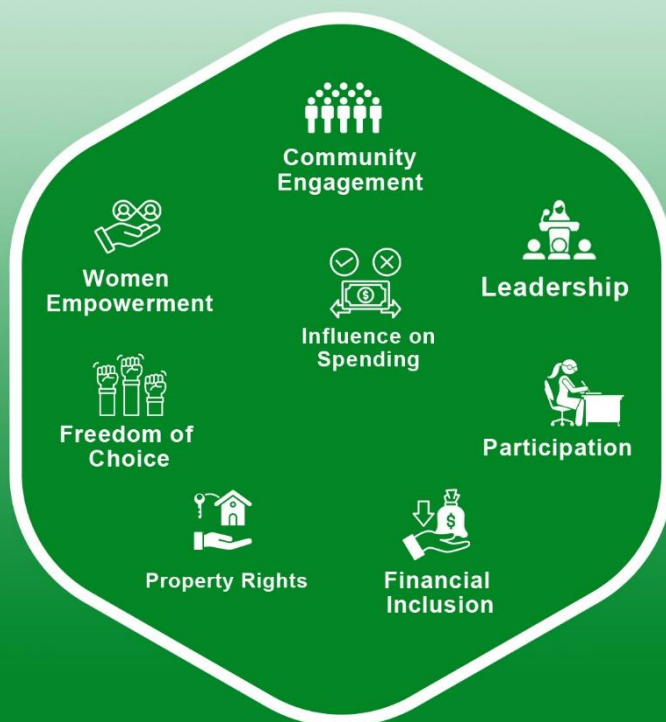 Community
Engagement
Women
Empowerment
Leadership
Influence on
Spending
Freedom of
Choice
Participation
Property Rights
Financial
Inclusion
$
$